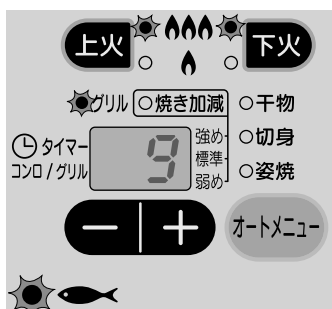 上火 下火
グリル 焼き加減 干物
タイマー 強め 切身
コンロ/グリル 9 標準
弱め 姿焼
オートメニュー